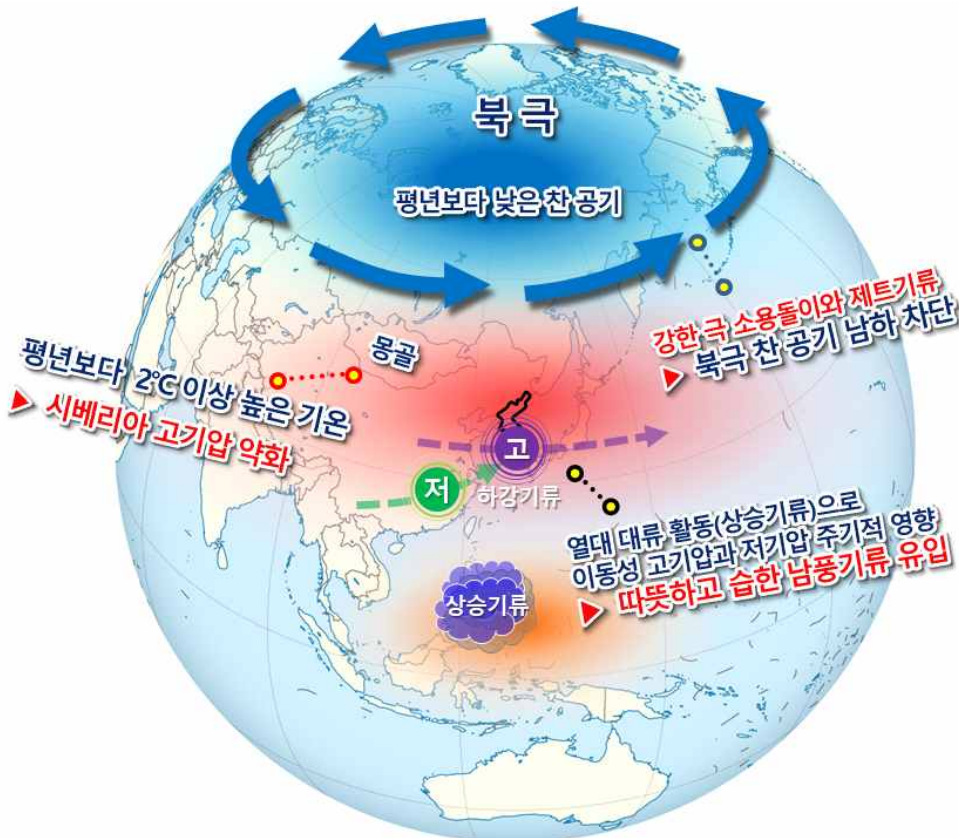 북극
평년보다 낮은 찬 공기
강한 극 소용돌이와 제트기류
▶ 북극 찬 공기 남하 차단
몽골
평년보다 2℃ 이상 높은 기온
▶ 시베리아 고기압 약화
고
저
하강기류
열대 대류 활동(상승기류)으로
이동성 고기압과 저기압 주기적 영향
▶ 따뜻하고 습한 남풍기류 유입
상승기류